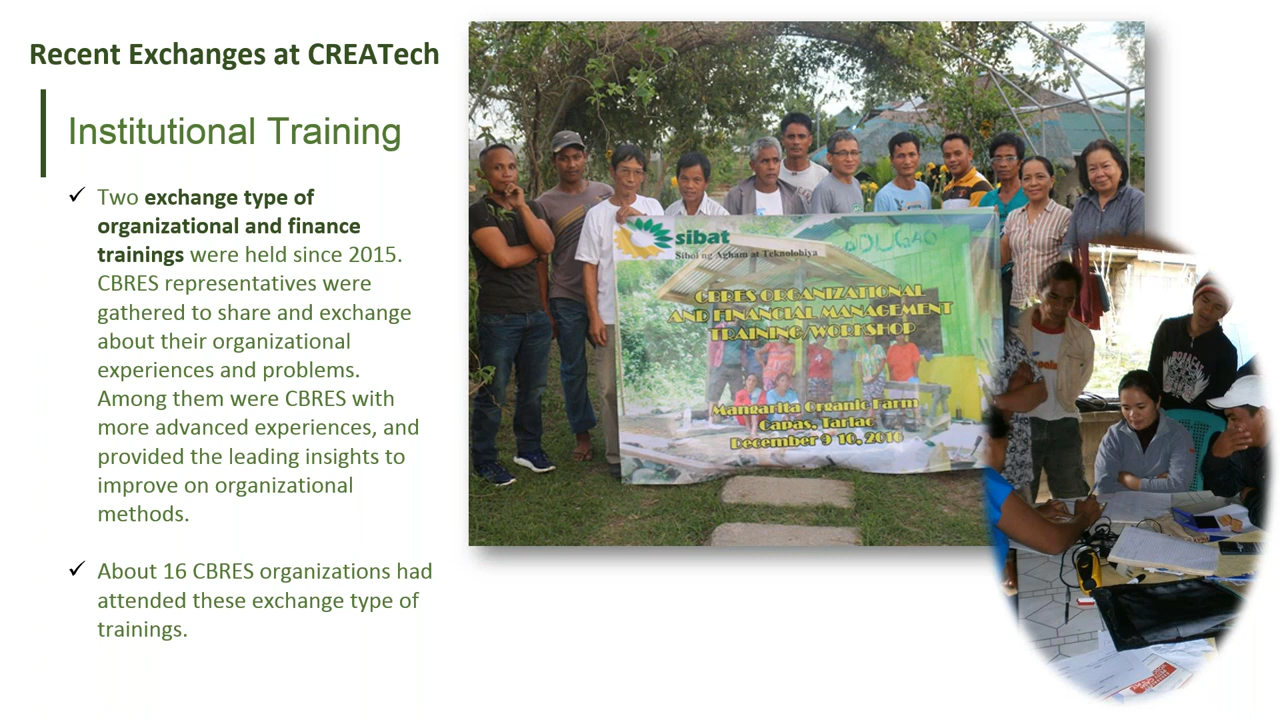 Recent Exchanges at CREATech
Institutional Training
✓ Two exchange type of
organizational and finance
trainings were held since 2015.
CBRES representatives were
gathered to share and exchange
about their organizational
experiences and problems.
Among them were CBRES with
more advanced experiences, and
provided the leading insights to
improve on organizational
methods.
✓ About 16 CBRES organizations had
attended these exchange type of
trainings.
sibat
Sibol ng Agham at Teknolohiya
CBRES ORGANIZATIONAL
AND FINANCIAL MANAGEMENT
TRAINING/WORKSHOP
Mangarita Organic Farm
Capas, Tarlac
December 9-10, 2016